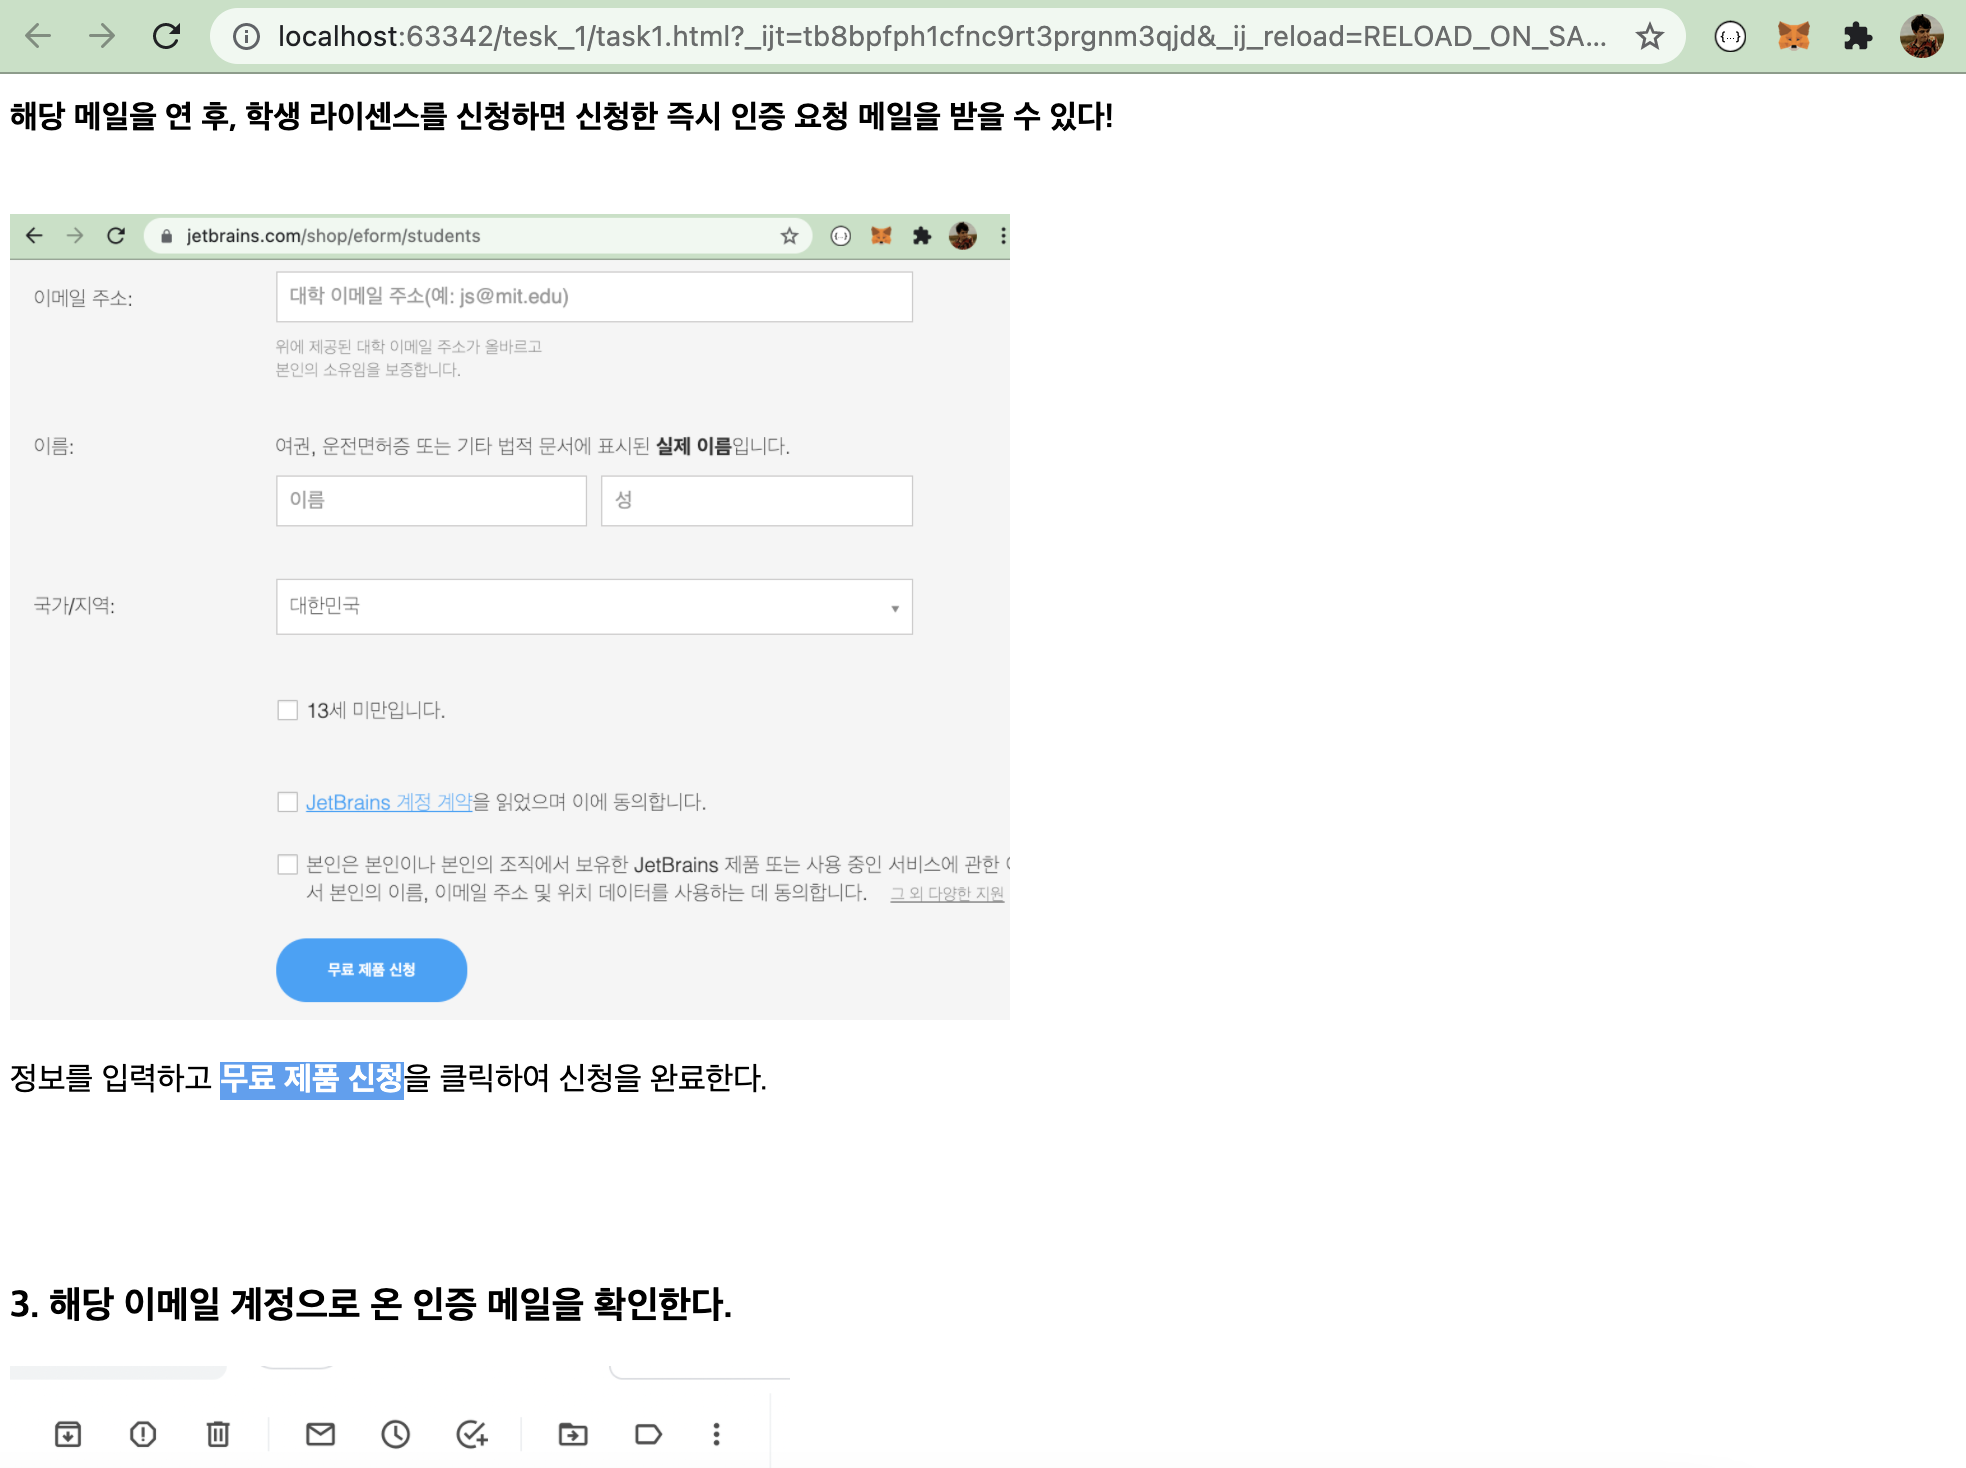 localhost:63342/tesk_1/task1.html?_ijt=tb8bpfph1cfnc9rt3prgnm3qjd&_ij_reload=RELOAD_ON_SA...
해당 메일을 연 후, 학생 라이센스를 신청하면 신청한 즉시 인증 요청 메일을 받을 수 있다!
jetbrains.com/shop/eform/students
이메일 주소:
대학 이메일 주소(예: js@mit.edu)
위에 제공된 대학 이메일 주소가 올바르고
본인의 소유임을 보증합니다.
이름:
여권, 운전면허증 또는 기타 법적 문서에 표시된 실제 이름입니다.
이름
성
국가/지역:
대한민국
13세 미만입니다.
JetBrains 계정 계약을 읽었으며 이에 동의합니다.
본인은 본인이나 본인의 조직에서 보유한 JetBrains 제품 또는 사용 중인 서비스에 관한
서 본인의 이름, 이메일 주소 및 위치 데이터를 사용하는 데 동의합니다. 그 외 다양한 지원
무료 제품 신청
정보를 입력하고 무료 제품 신청을 클릭하여 신청을 완료한다.
3. 해당 이메일 계정으로 온 인증 메일을 확인한다.